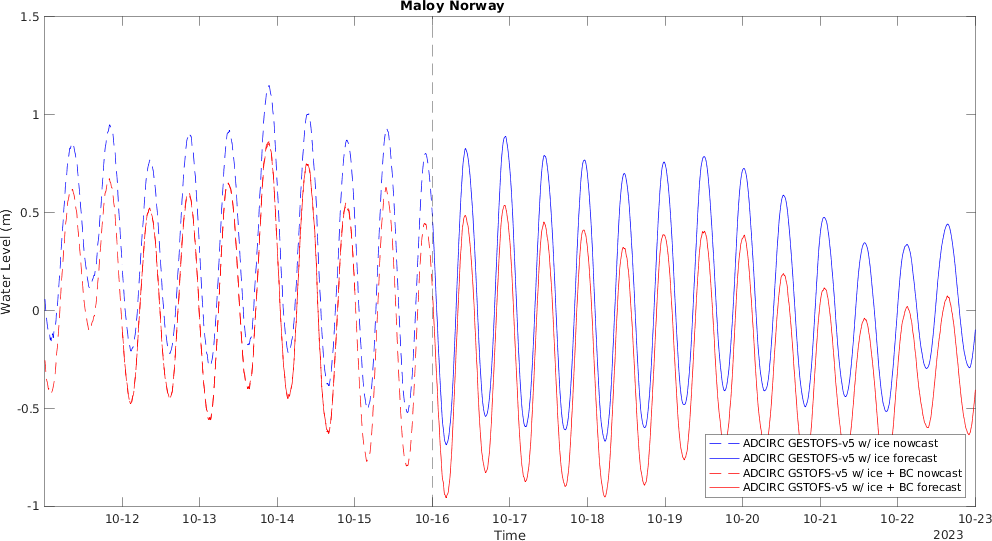 Maloy Norway
1.5
1
0.5
0
-0.5
-1
Water Level (m)
ADCIRC GESTOFS-v5 w/ ice nowcast
ADCIRC GESTOFS-v5 w/ ice forecast
ADCIRC GSTOFS-v5 w/ ice + BC nowcast
ADCIRC GSTOFS-v5 w/ ice + BC forecast
10-12 10-13 10-14 10-15 10-16 10-17 10-18 10-19 10-20 10-21 10-22 10-23
Time
2023